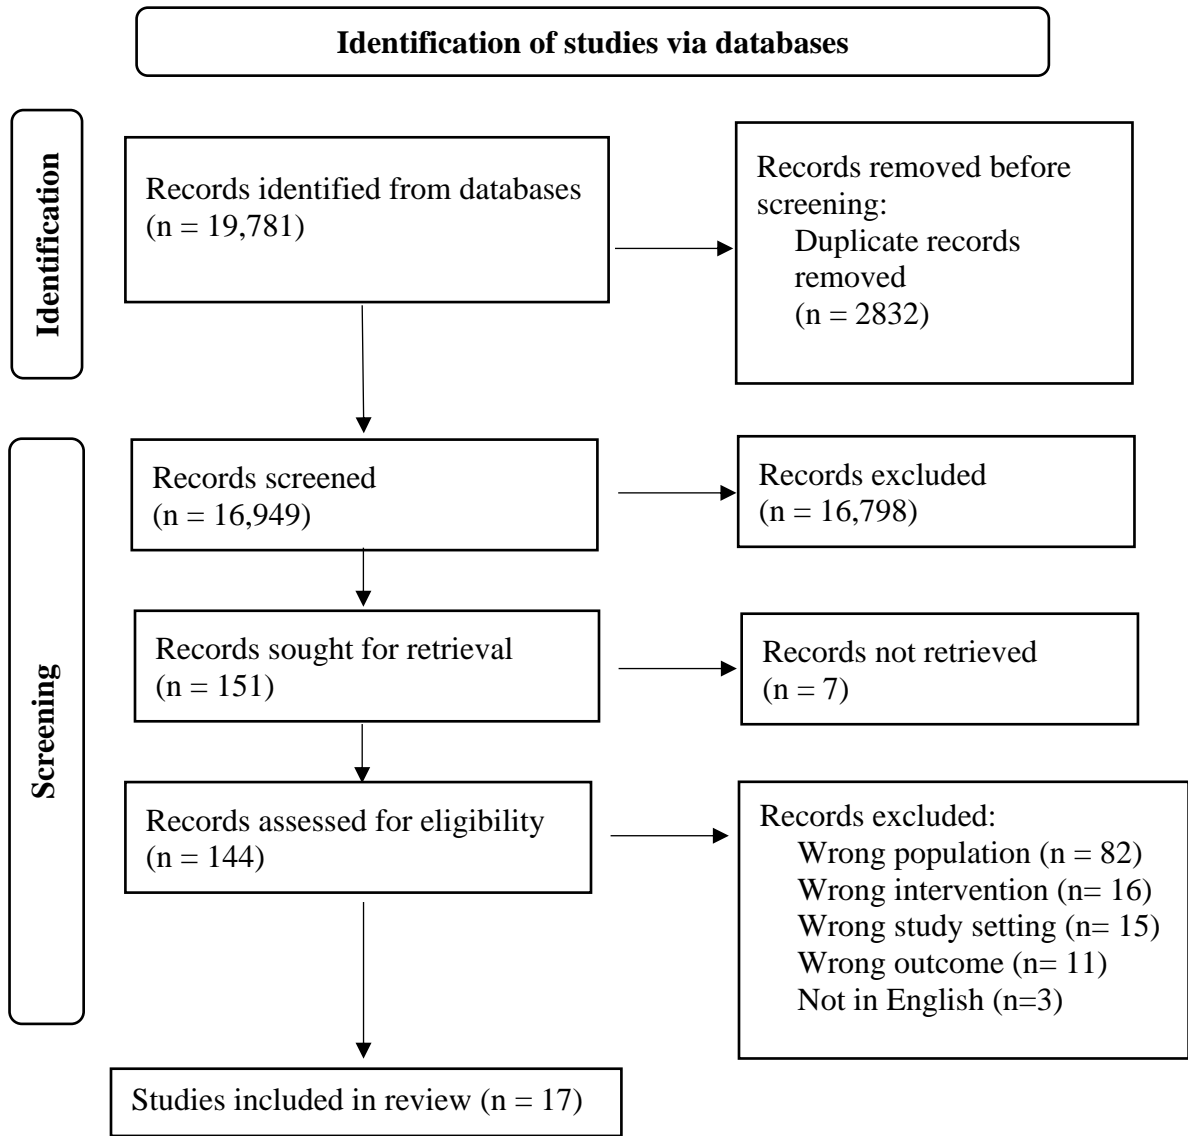 Identification of studies via databases
Identification
Records identified from databases
(n = 19,781)
Records removed before
screening:
Duplicate records
removed
(n = 2832)
Screening
Records screened
(n = 16,949)
Records excluded
(n = 16,798)
Records sought for retrieval
(n = 151)
Records not retrieved
(n = 7)
Records assessed for eligibility
(n = 144)
Records excluded:
Wrong population (n = 82)
Wrong intervention (n= 16)
Wrong study setting (n= 15)
Wrong outcome (n= 11)
Not in English (n=3)
Studies included in review (n = 17)